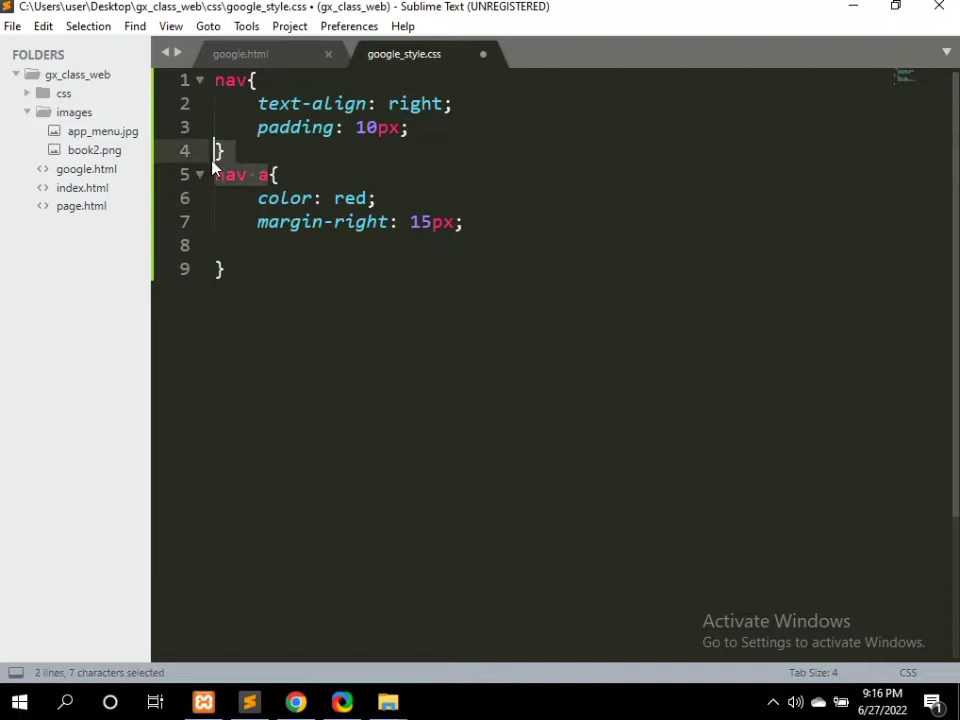 C:\Users\user\Desktop\gx_class_web\css\google_style.css • (gx_class_web) - Sublime Text (UNREGISTERED)
File Edit Selection Find View Goto Tools Project Preferences Help
FOLDERS
gx_class_web
css
images
app_menu.jpg
book2.png
google.html
index.html
page.html
google.html
google_style.css
1 nav{
2 text-align: right;
3 padding: 10px;
4 }
5 nav a{
6 color: red;
7 margin-right: 15px;
8
9 }
Activate Windows
Go to Settings to activate Windows.
2 lines, 7 characters selected
Tab Size: 4
CSS
9:16 PM
6/27/2022
1